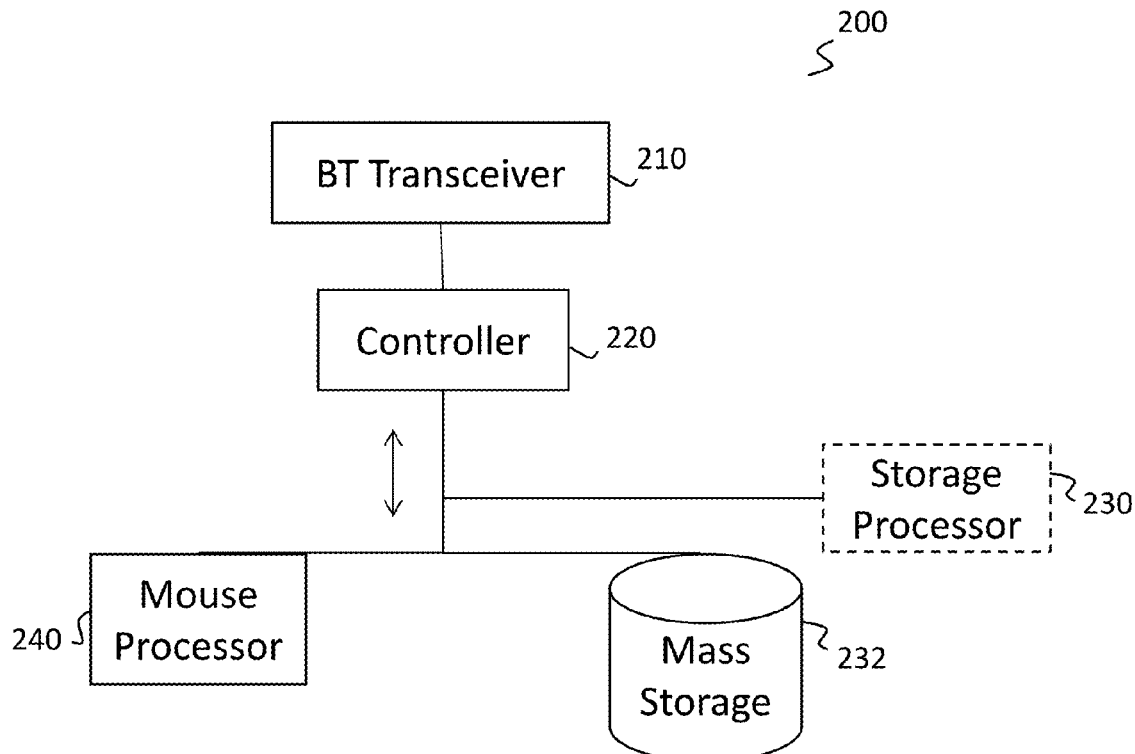 200
BT Transceiver
210
Controller
220
Storage
Processor
230
Mouse
Processor
240
Mass
Storage
232